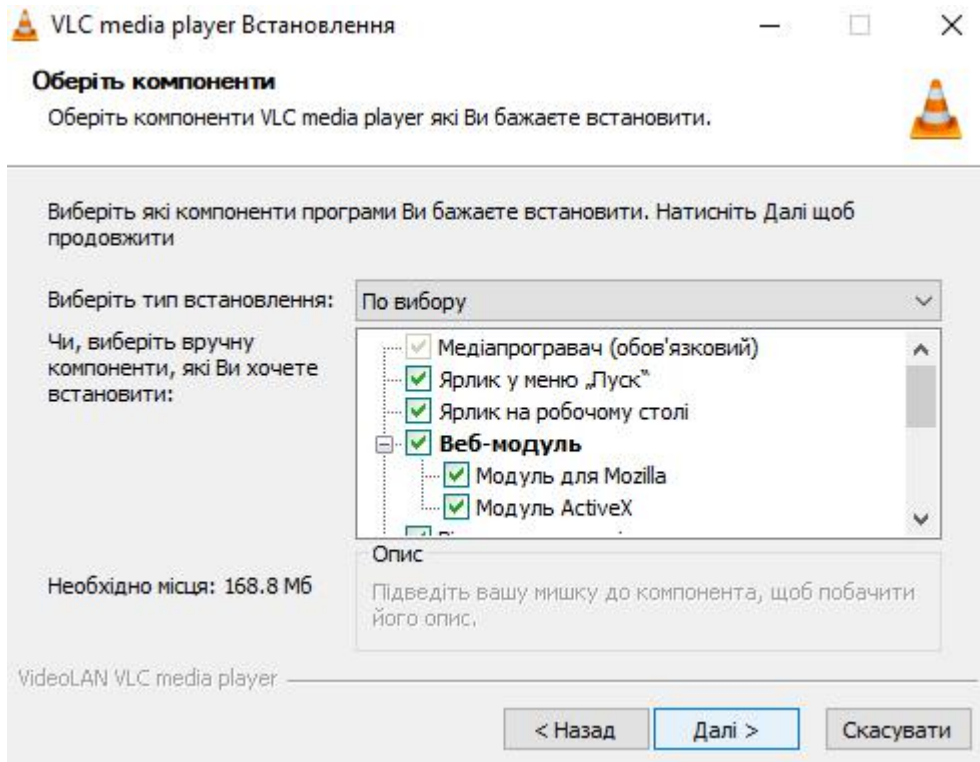 VLC media player Встановлення
Оберіть компоненти
Оберіть компоненти VLC media player які Ви бажаєте встановити.
Виберіть які компоненти програми Ви бажаєте встановити. Натисніть Далі щоб
продовжити
Виберіть тип встановлення:
По вибору
Чи, виберіть вручну
компоненти, які Ви хочете
встановити:
Медіапрогравач (обов'язковий)
Ярлик у меню „Пуск“
Ярлик на робочому столі
Веб-модуль
Модуль для Mozilla
Модуль ActiveX
Необхідно місця: 168.8 Мб
Опис
Підведіть вашу мишку до компонента, щоб побачити
його опис.
VideoLAN VLC media player
< Назад
Далі >
Скасувати